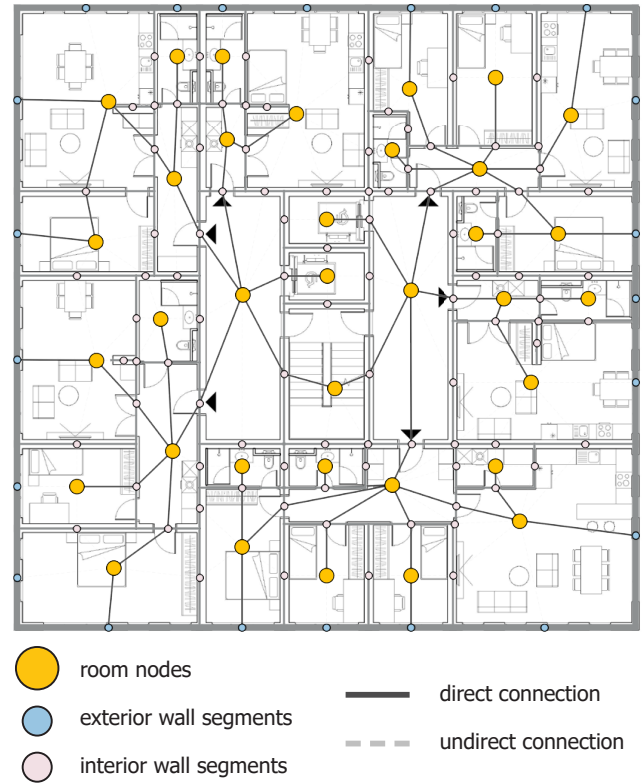 room nodes
exterior wall segments
interior wall segments
direct connection
undirect connection